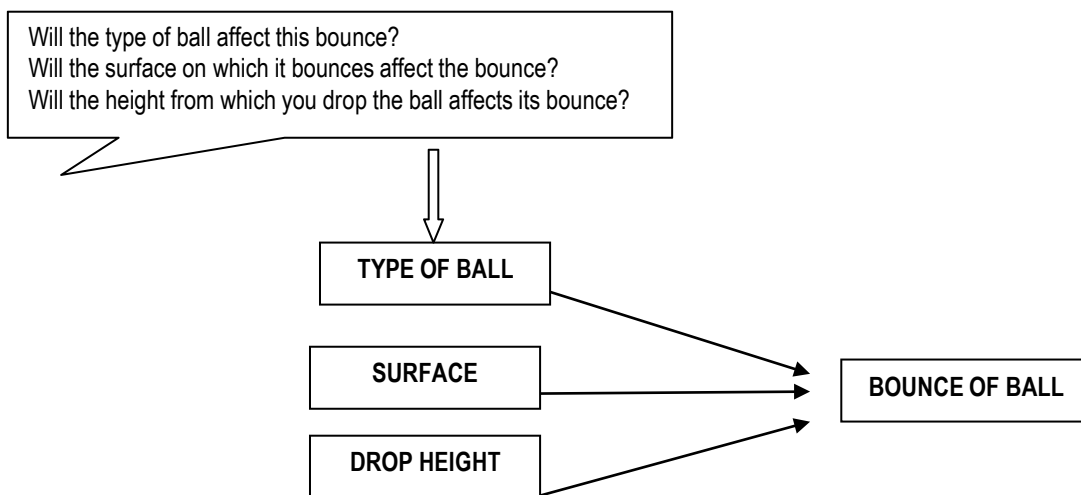 Will the type of ball affect this bounce?
Will the surface on which it bounces affect the bounce?
Will the height from which you drop the ball affects its bounce?
TYPE OF BALL
SURFACE
BOUNCE OF BALL
DROP HEIGHT